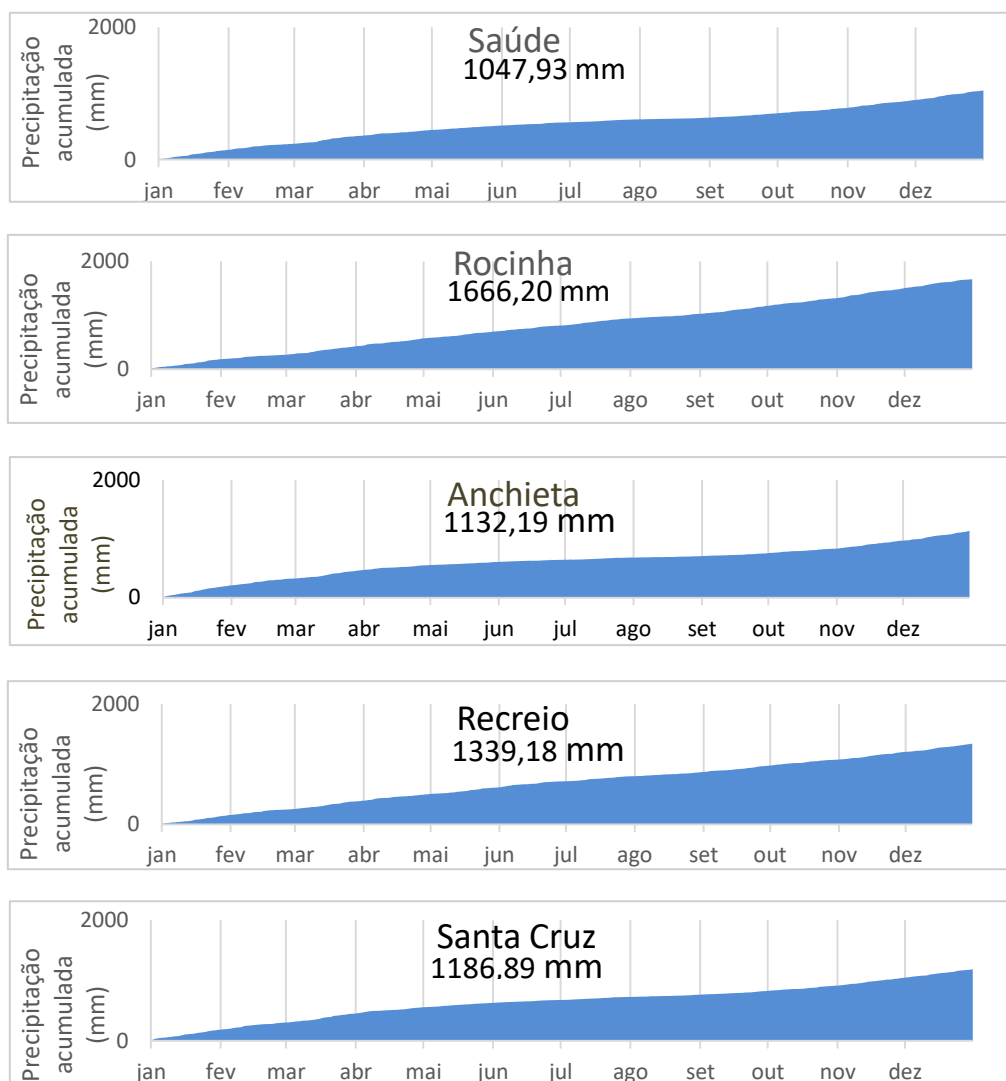 Precipitação
acumulada
(mm)
2000
0
Saúde
1047,93 mm
jan fev mar abr mai jun jul ago set out nov dez
Precipitação
acumulada
(mm)
2000
0
Rocinha
1666,20 mm
jan fev mar abr mai jun jul ago set out nov dez
Precipitação
acumulada
(mm)
2000
0
Anchieta
1132,19 mm
jan fev mar abr mai jun jul ago set out nov dez
Precipitação
acumulada
(mm)
2000
0
Recreio
1339,18 mm
jan fev mar abr mai jun jul ago set out nov dez
Precipitação
acumulada
(mm)
2000
0
Santa Cruz
1186,89 mm
jan fev mar abr mai jun jul ago set out nov dez